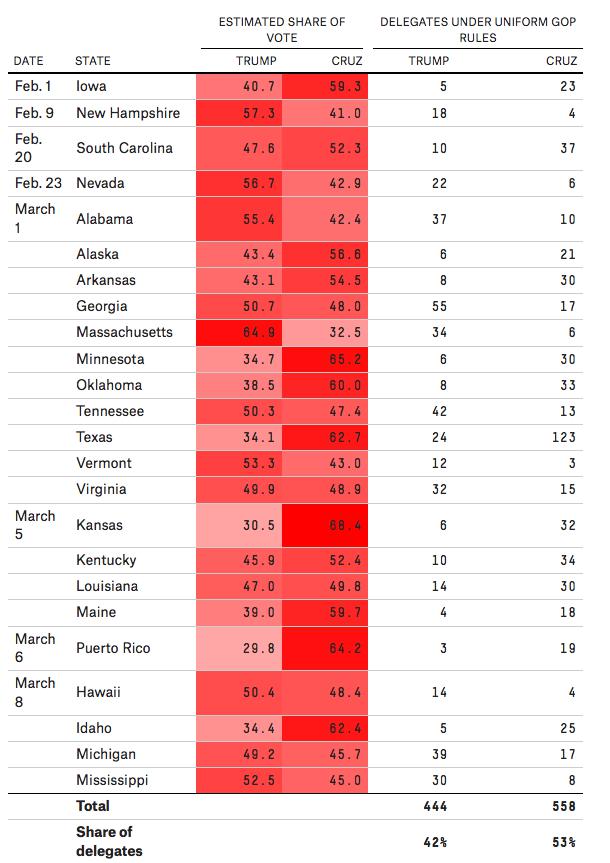 ESTIMATED SHARE OF VOTE DELEGATES UNDER UNIFORM GOP RULES
DATE STATE TRUMP CRUZ TRUMP CRUZ
Feb. 1 Iowa 40.7 59.3 5 23
Feb. 9 New Hampshire 57.3 41.0 18 4
Feb. 20 South Carolina 47.6 52.3 10 37
Feb. 23 Nevada 56.7 42.9 22 6
March 1 Alabama 55.4 42.4 37 10
Alaska 43.4 56.6 6 21
Arkansas 43.1 54.5 8 30
Georgia 50.7 48.0 55 17
Massachusetts 64.9 32.5 34 6
Minnesota 34.7 65.2 6 30
Oklahoma 38.5 60.0 8 33
Tennessee 50.3 47.4 42 13
Texas 34.1 62.7 24 123
Vermont 53.3 43.0 12 3
Virginia 49.9 48.9 32 15
March 5 Kansas 30.5 68.4 6 32
Kentucky 45.9 52.4 10 34
Louisiana 47.0 49.8 14 30
Maine 39.0 59.7 4 18
March 6 Puerto Rico 29.8 64.2 3 19
March 8 Hawaii 50.4 48.4 14 4
Idaho 34.4 62.4 5 25
Michigan 49.2 45.7 39 17
Mississippi 52.5 45.0 30 8
Total 444 558
Share of delegates 42% 53%